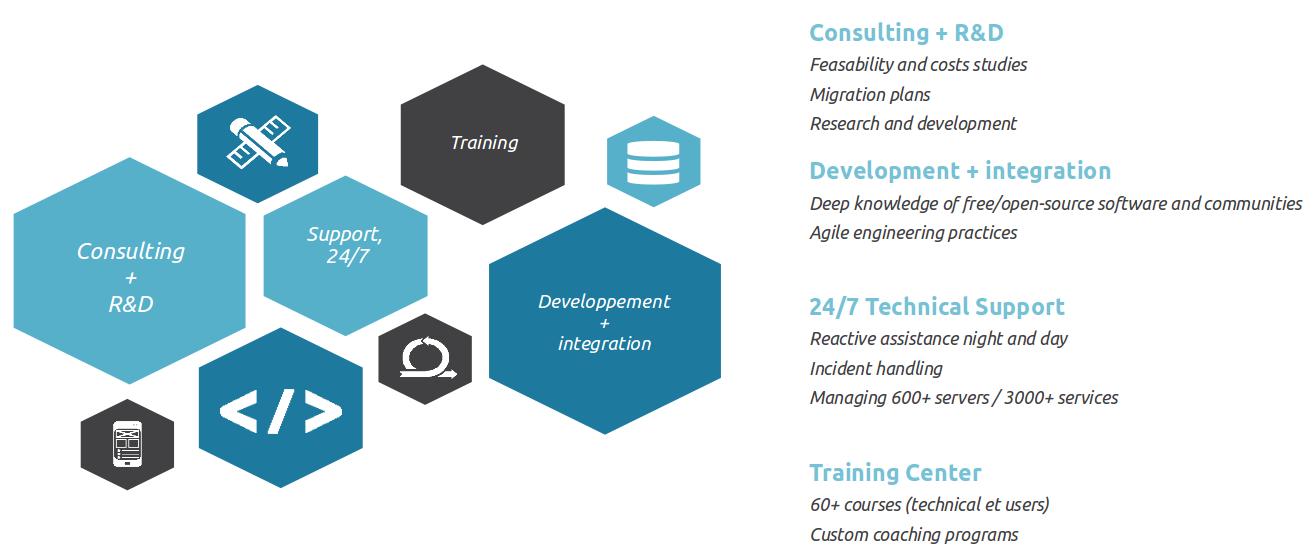 Training
Support,
24/7
Consulting
+
R&D
Developpement
+
integration
</>
Consulting + R&D
Feasability and costs studies
Migration plans
Research and development
Development + integration
Deep knowledge of free/open-source software and communities
Agile engineering practices
24/7 Technical Support
Reactive assistance night and day
Incident handling
Managing 600+ servers / 3000+ services
Training Center
60+ courses (technical et users)
Custom coaching programs